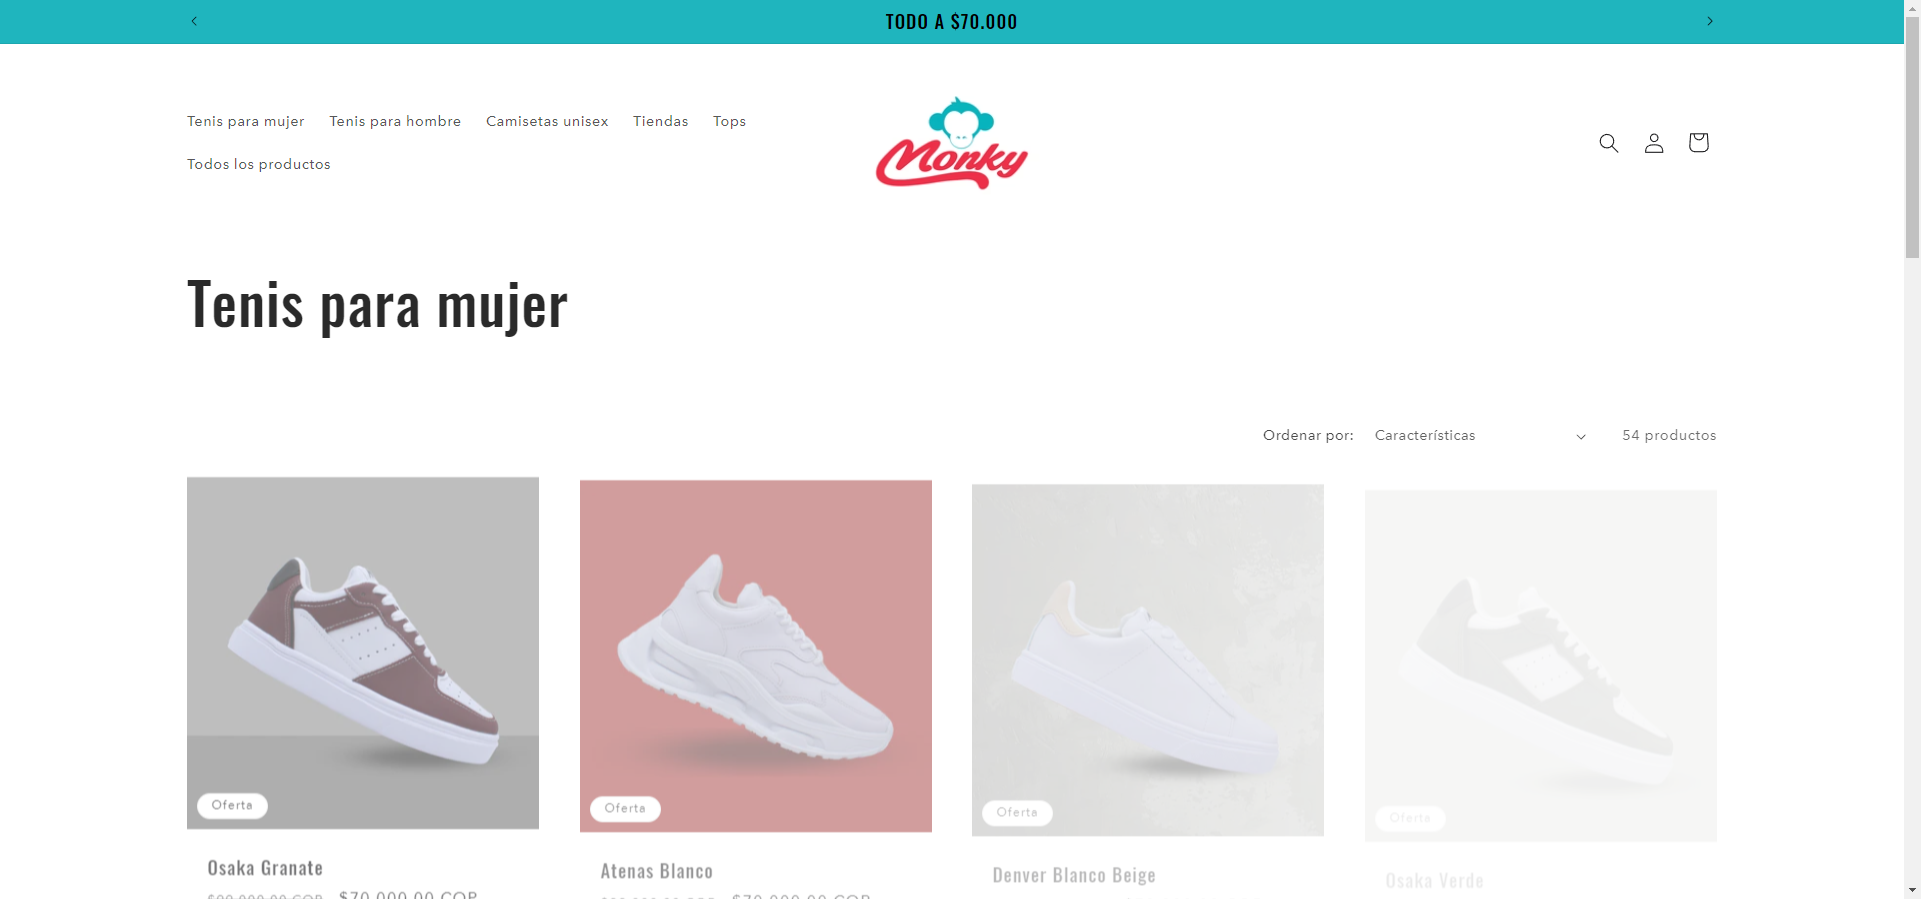 TODO A $70.000
Tenis para mujer
Tenis para hombre
Camisetas unisex
Tiendas
Tops
Todos los productos
Monky
Tenis para mujer
Ordenar por:
Características
54 productos
Oferta
Oferta
Oferta
Oferta
Osaka Granate
Atenas Blanco
Denver Blanco Beige
Osaka Verde
$70.000,00 COP
$70.000,00 COP